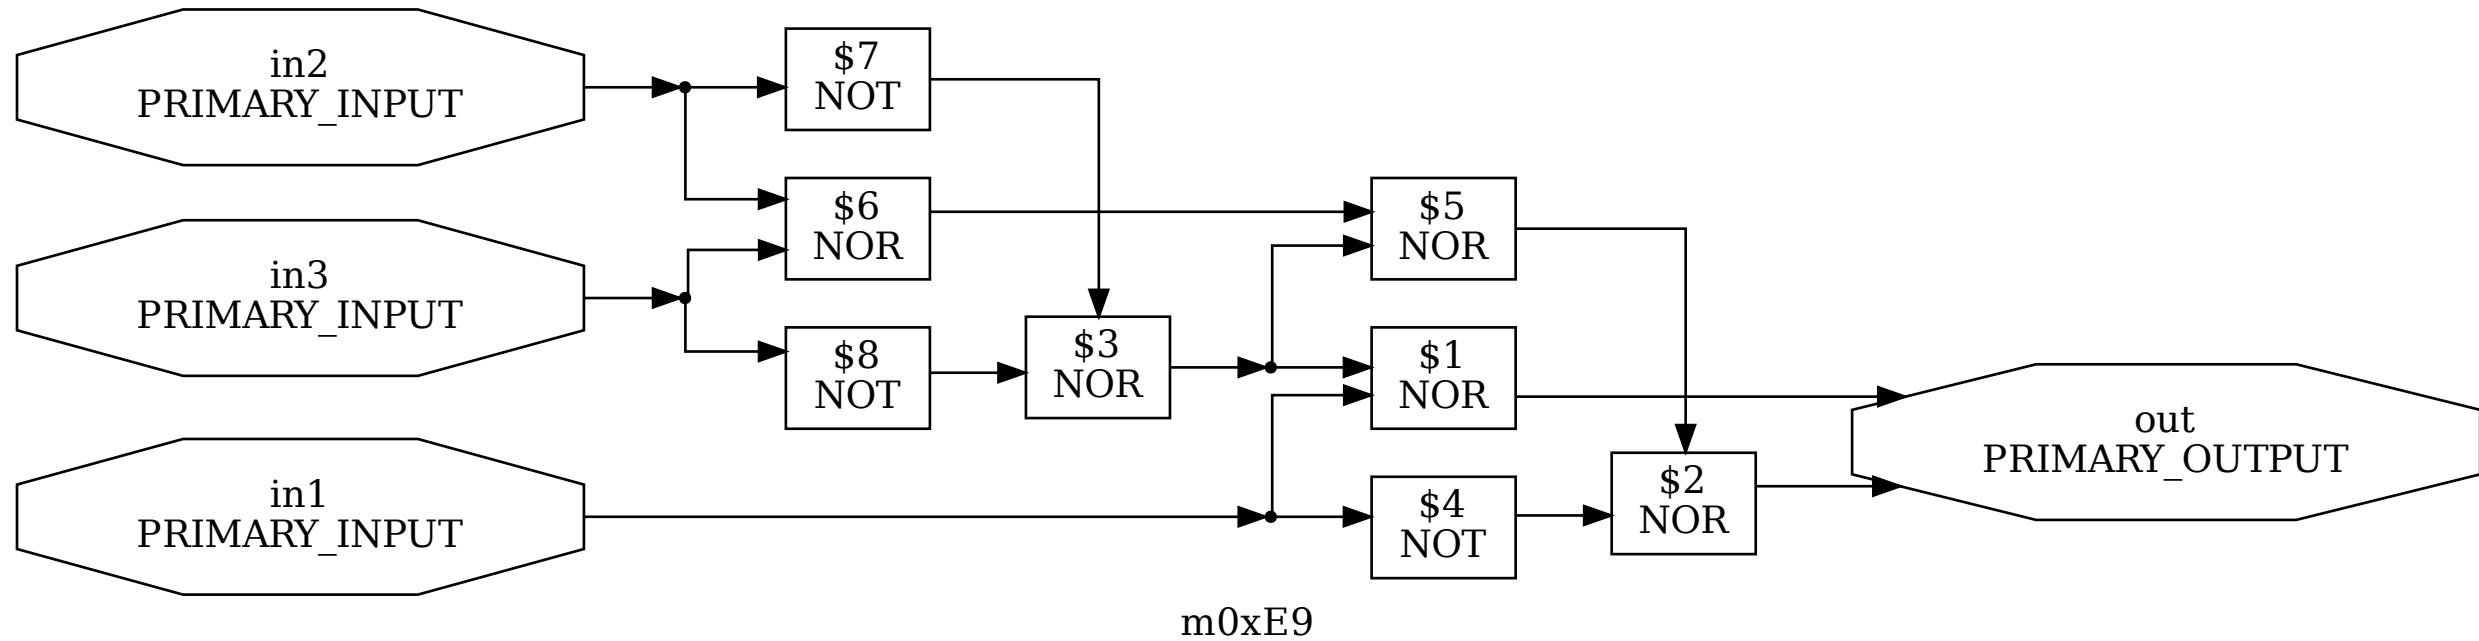 in2
PRIMARY_INPUT
$7
NOT
$6
NOR
in3
PRIMARY_INPUT
$8
NOT
$3
NOR
in1
PRIMARY_INPUT
$5
NOR
$1
NOR
$4
NOT
$2
NOR
out
PRIMARY_OUTPUT
m0xE9